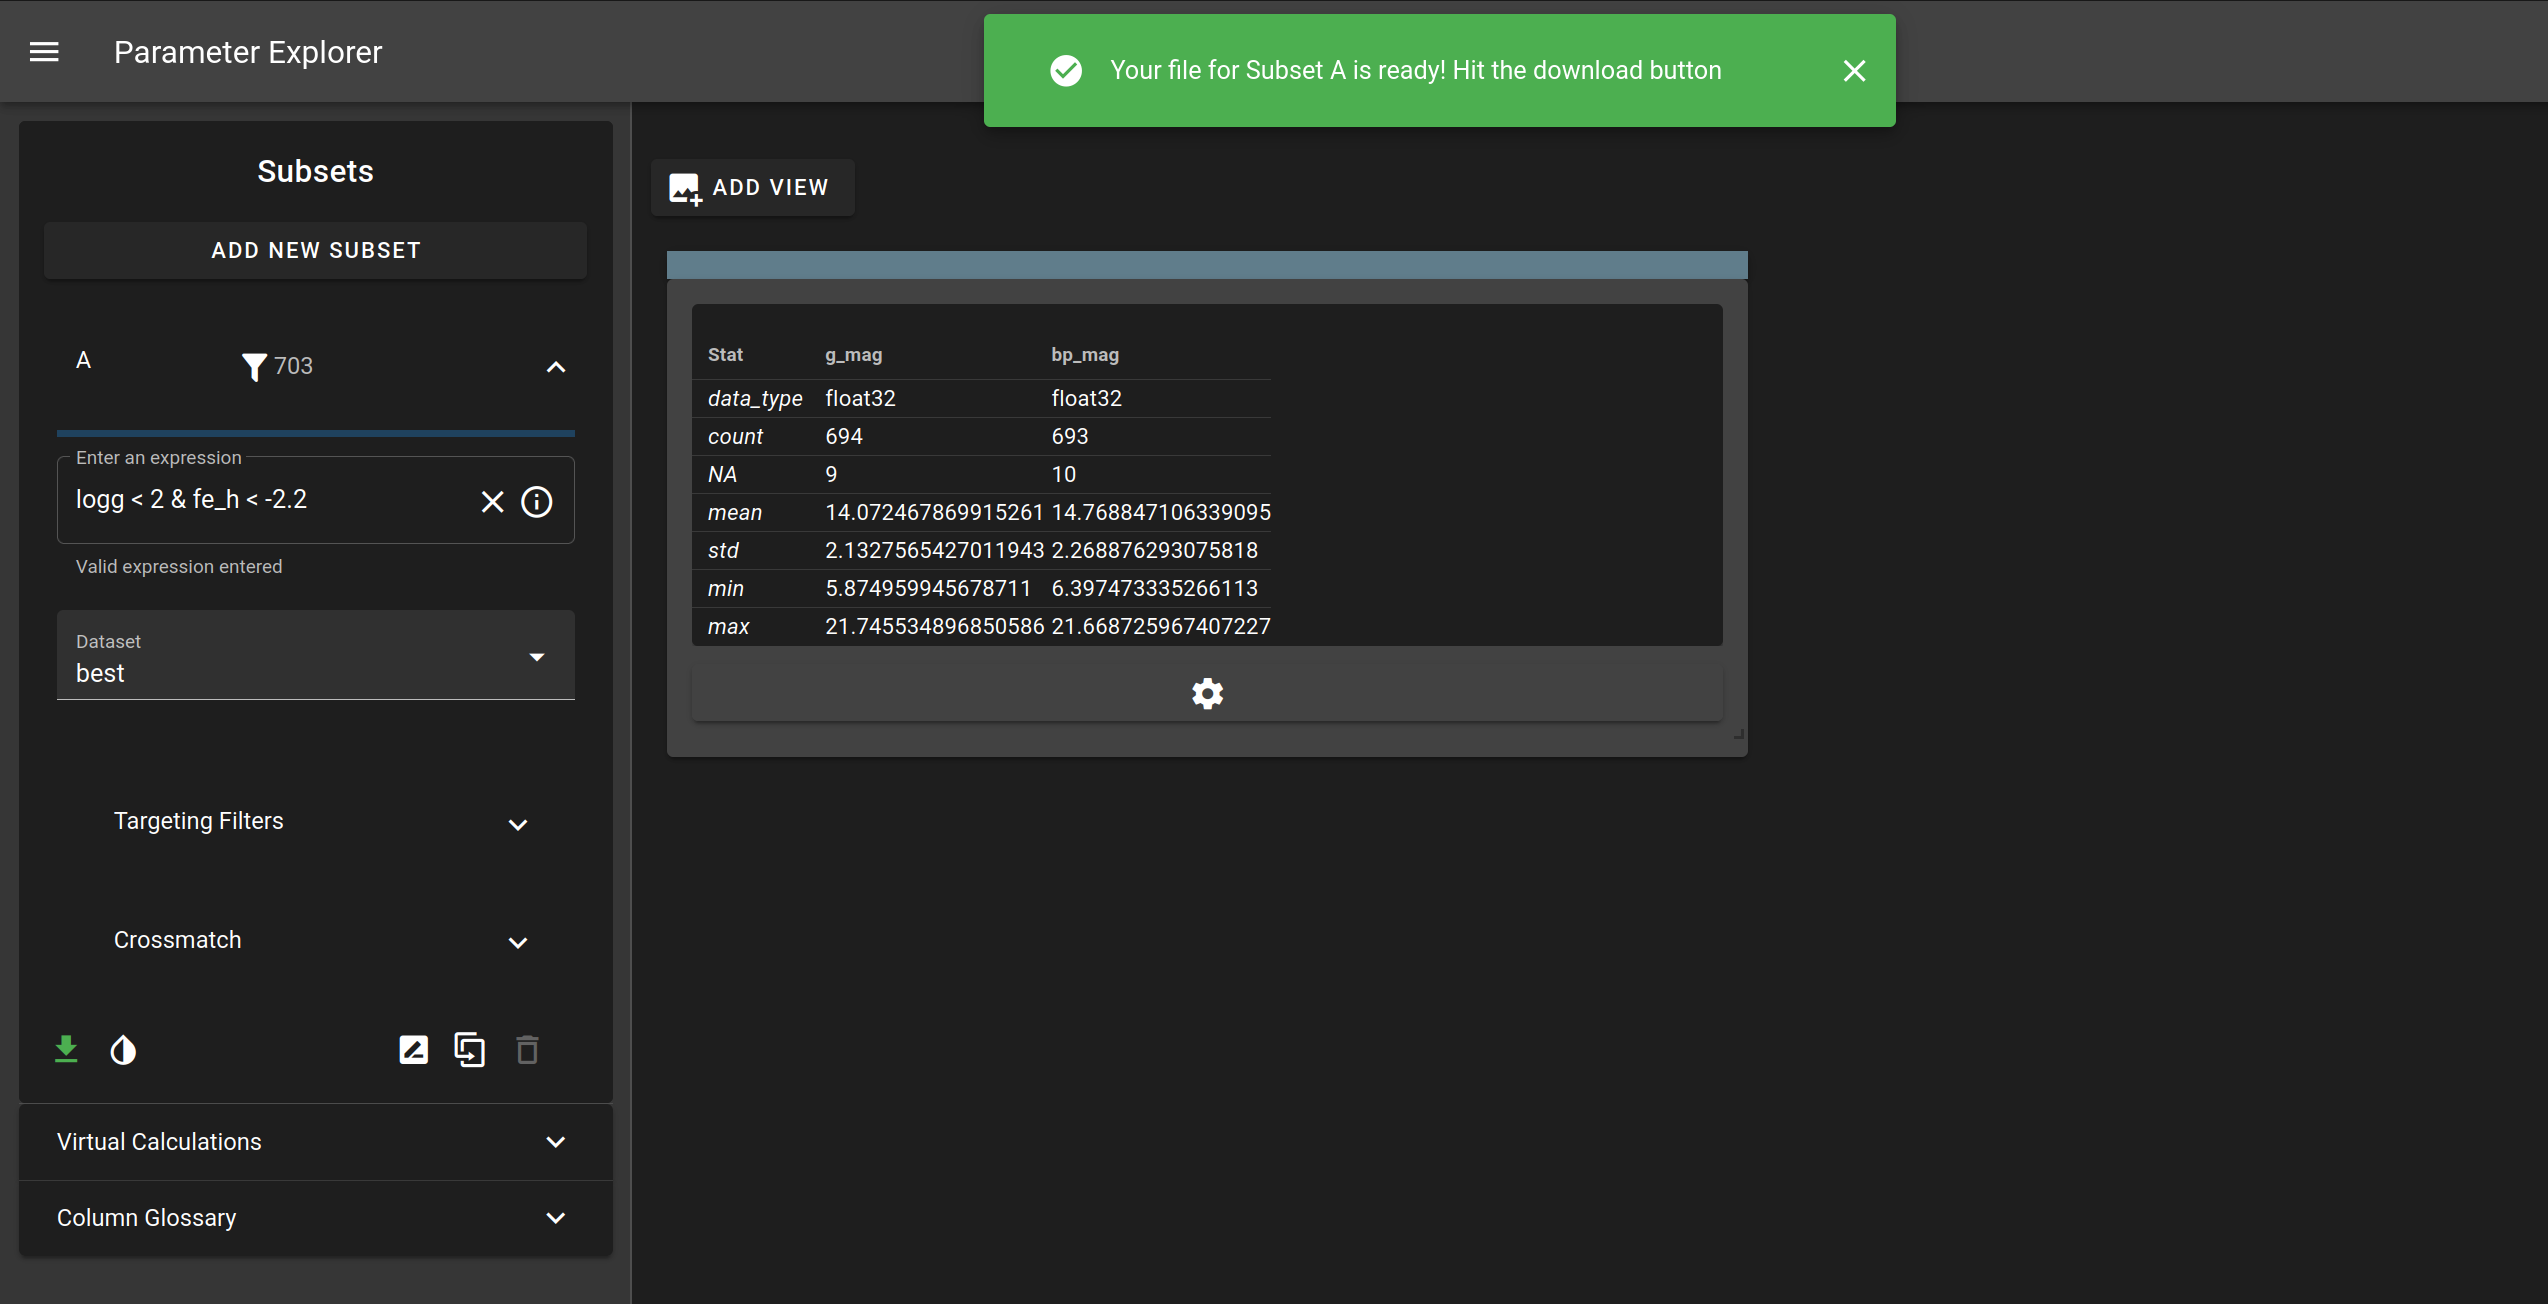 Parameter Explorer
Your file for Subset A is ready! Hit the download button
Subsets
ADD NEW SUBSET
A 703
Enter an expression
logg < 2 & fe_h < -2.2
Valid expression entered
Dataset
best
Targeting Filters
Crossmatch
Virtual Calculations
Column Glossary
ADD VIEW
Stat g_mag bp_mag
data_type float32 float32
count 694 693
NA 9 10
mean 14.072467869915261 14.768847106339095
std 2.1327565427011943 2.268876293075818
min 5.874959945678711 6.397473335266113
max 21.745534896850586 21.668725967407227